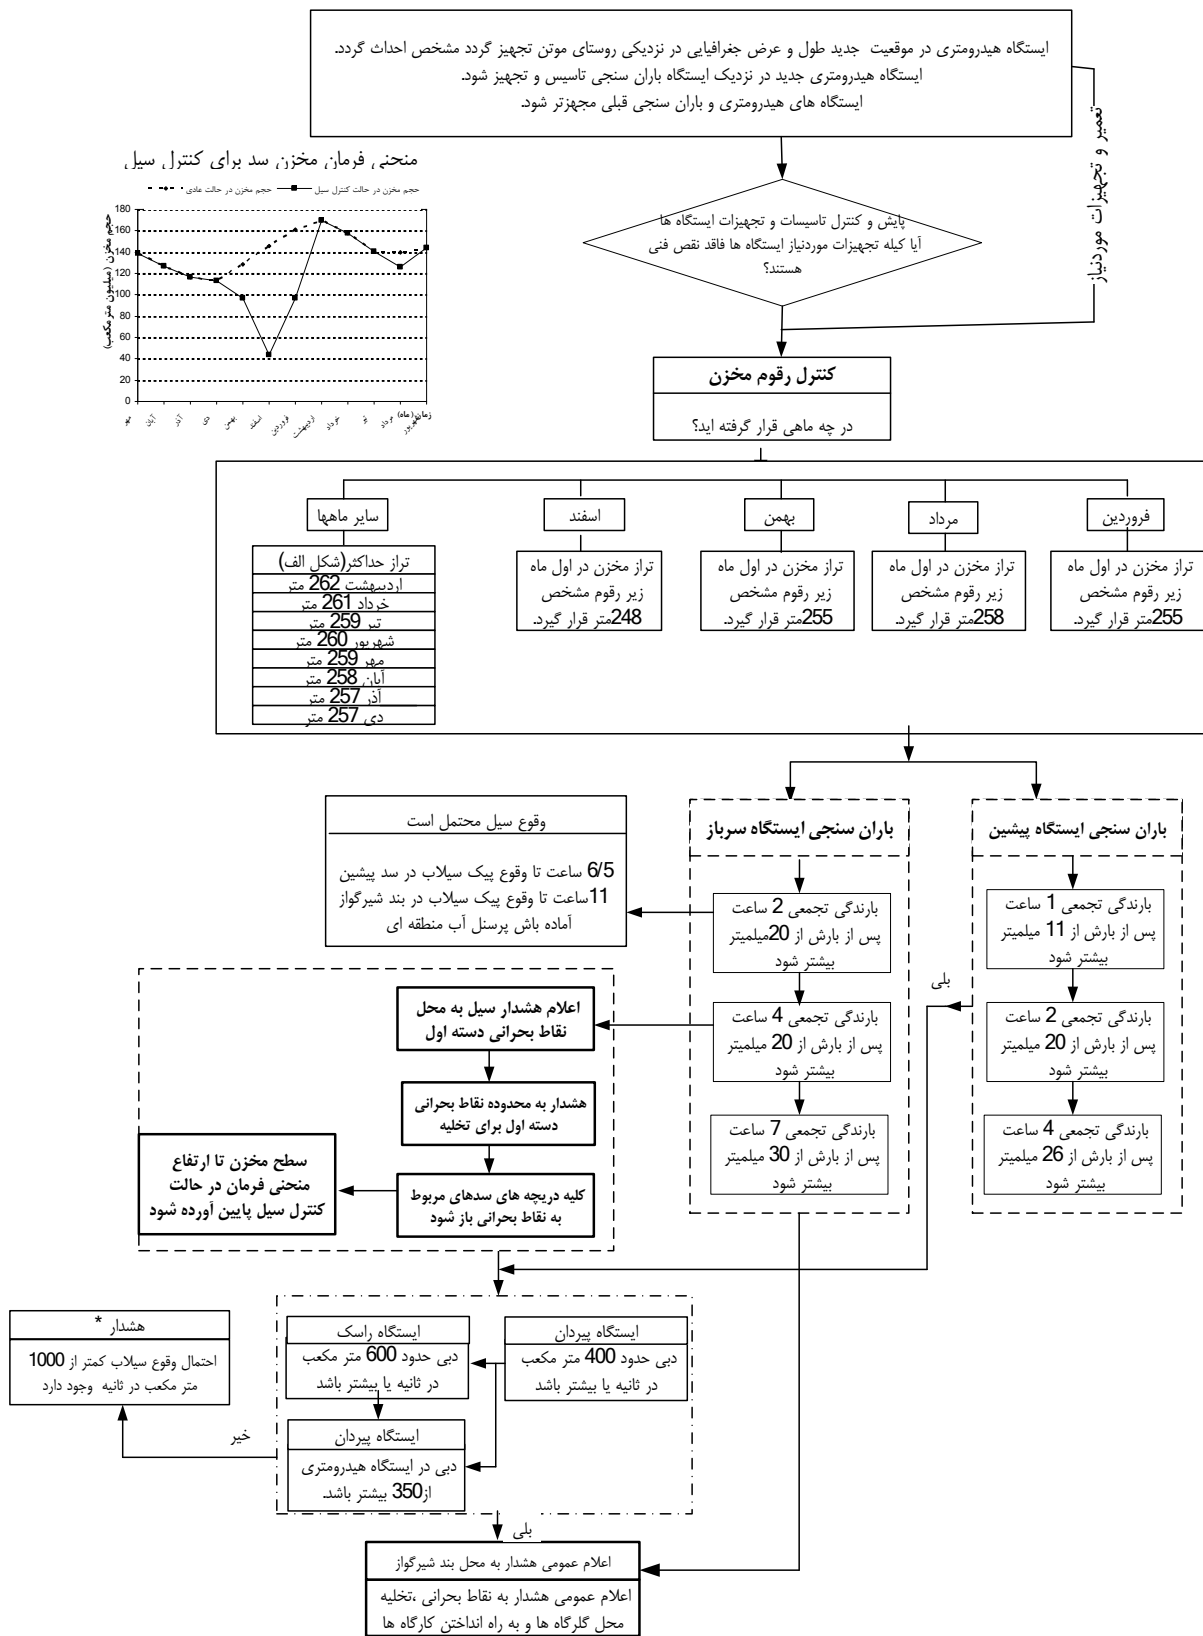 ایستگاه هیدرومتری در موقعیت جدید طول و عرض جغرافیایی در نزدیکی روستای موتن تجهیز گردد مشخص احداث گردد.
ایستگاه هیدرومتری جدید در نزدیک ایستگاه باران سنجی تاسیس و تجهیز شود.
ایستگاه های هیدرومتری و باران سنجی قبلی مجهزتر شود.
تعمیر و تجهیزات موردنیاز
پایش و کنترل تاسیسات و تجهیزات ایستگاه ها
آیا کیله تجهیزات موردنیاز ایستگاه ها فاقد نقص فنی
هستند؟
منحنی فرمان مخزن سد برای کنترل سیل
حجم مخزن در حالت کنترل سیل
حجم مخزن در حالت عادی
حجم مخزن (میلیون متر مکعب)
180
160
140
120
100
80
60
40
20
0
مهر
آبان
آذر
دی
بهمن
اسفند
فروردین
اردیبهشت
خرداد
تیر
مرداد
شهریور
زمان (ماه)
کنترل رقوم مخزن
در چه ماهی قرار گرفته اید؟
فروردین
تراز مخزن در اول ماه
زیر رقوم مشخص
255متر قرار گیرد.
مرداد
تراز مخزن در اول ماه
زیر رقوم مشخص
258متر قرار گیرد.
بهمن
تراز مخزن در اول ماه
زیر رقوم مشخص
255متر قرار گیرد.
اسفند
تراز مخزن در اول ماه
زیر رقوم مشخص
248متر قرار گیرد.
سایر ماهها
تراز حداکثر(شکل الف)
اردیبهشت 262 متر
خرداد 261 متر
تیر 259 متر
شهریور 260 متر
مهر 259 متر
آبان 258 متر
آذر 257 متر
دی 257 متر
باران سنجی ایستگاه پیشین
بارندگی تجمعی 1 ساعت
پس از بارش از 11 میلمیتر
بیشتر شود
بارندگی تجمعی 2 ساعت
پس از بارش از 20 میلمیتر
بیشتر شود
بارندگی تجمعی 4 ساعت
پس از بارش از 26 میلمیتر
بیشتر شود
بلی
باران سنجی ایستگاه سرباز
بارندگی تجمعی 2 ساعت
پس از بارش از 20میلمیتر
بیشتر شود
بارندگی تجمعی 4 ساعت
پس از بارش از 20 میلمیتر
بیشتر شود
بارندگی تجمعی 7 ساعت
پس از بارش از 30 میلمیتر
بیشتر شود
وقوع سیل محتمل است
6/5 ساعت تا وقوع پیک سیلاب در سد پیشین
11ساعت تا وقوع پیک سیلاب در بند شیرگواز
آماده باش پرسنل آب منطقه ای
اعلام هشدار سیل به محل
نقاط بحرانی دسته اول
هشدار به محدوده نقاط بحرانی
دسته اول برای تخلیه
کلیه دریچه های سدهای مربوط
به نقاط بحرانی باز شود
سطح مخزن تا ارتفاع
منحنی فرمان در حالت
کنترل سیل پایین آورده شود
ایستگاه پیردان
دبی حدود 400 متر مکعب
در ثانیه یا بیشتر باشد
ایستگاه راسک
دبی حدود 600 متر مکعب
در ثانیه یا بیشتر باشد
ایستگاه پیردان
دبی در ایستگاه هیدرومتری
از350 بیشتر باشد.
خیر
هشدار *
احتمال وقوع سیلاب کمتر از 1000
متر مکعب در ثانیه وجود دارد
بلی
اعلام عمومی هشدار به محل بند شیرگواز
اعلام عمومی هشدار به نقاط بحرانی ،تخلیه
محل گلرگاه ها و به راه انداختن کارگاه ها